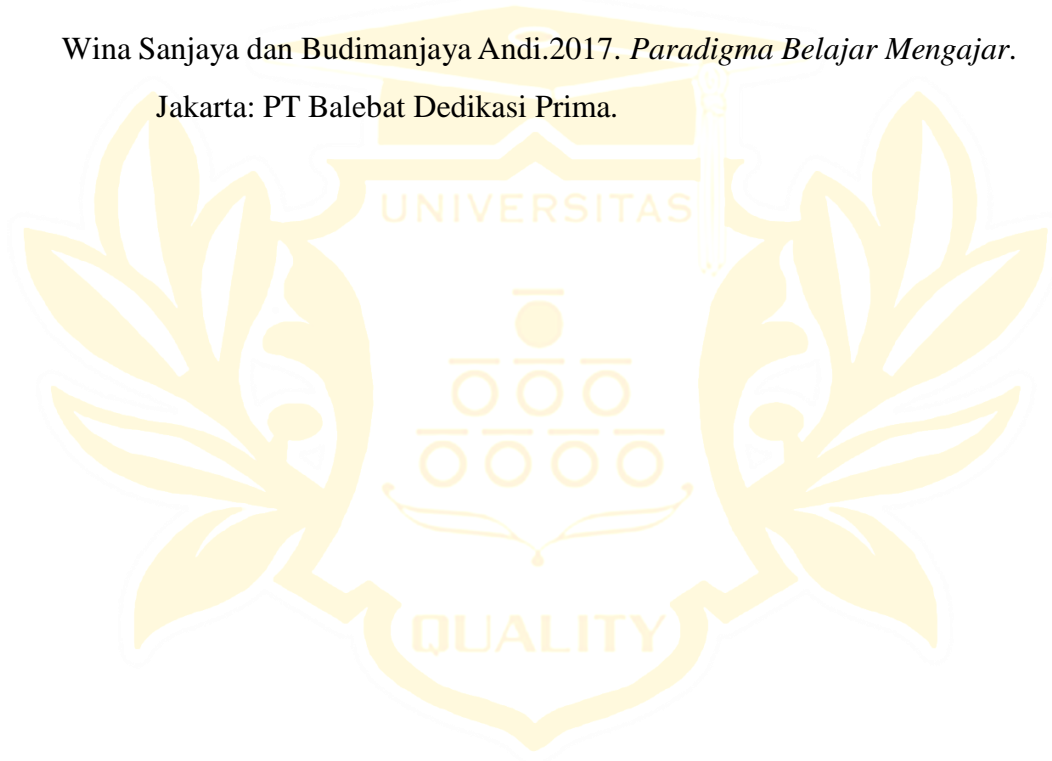 Wina Sanjaya dan Budimanjaya Andi.2017. Paradigma Belajar Mengajar.
Jakarta: PT Balebat Dedikasi Prima.
UNIVERSITAS
QUALITY